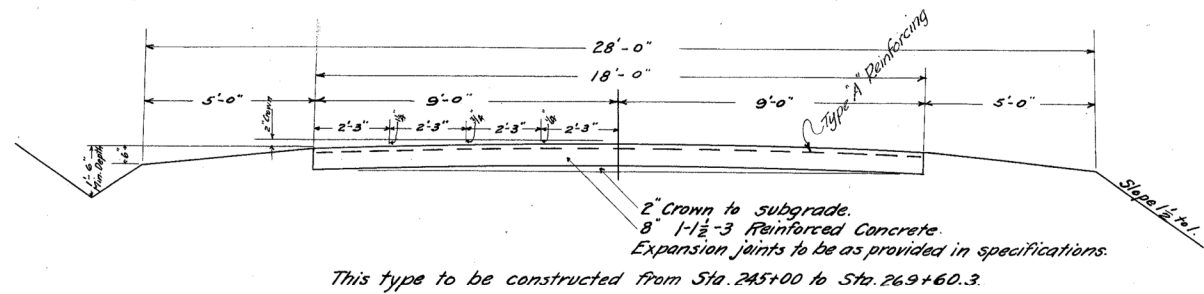 28'-0"
18'-0"
Type "A" Reinforcing
5'-0"
9'-0"
9'-0"
5'-0"
2" Crown
2'-3"
2'-3"
2'-3"
2'-3"
1'-6"
Min. Depth
6"
Slope 1½ to 1.
2" Crown to subgrade.
8" 1-1½-3 Reinforced Concrete.
Expansion joints to be as provided in specifications.
This type to be constructed from Sta. 245+00 to Sta. 269+60.3.